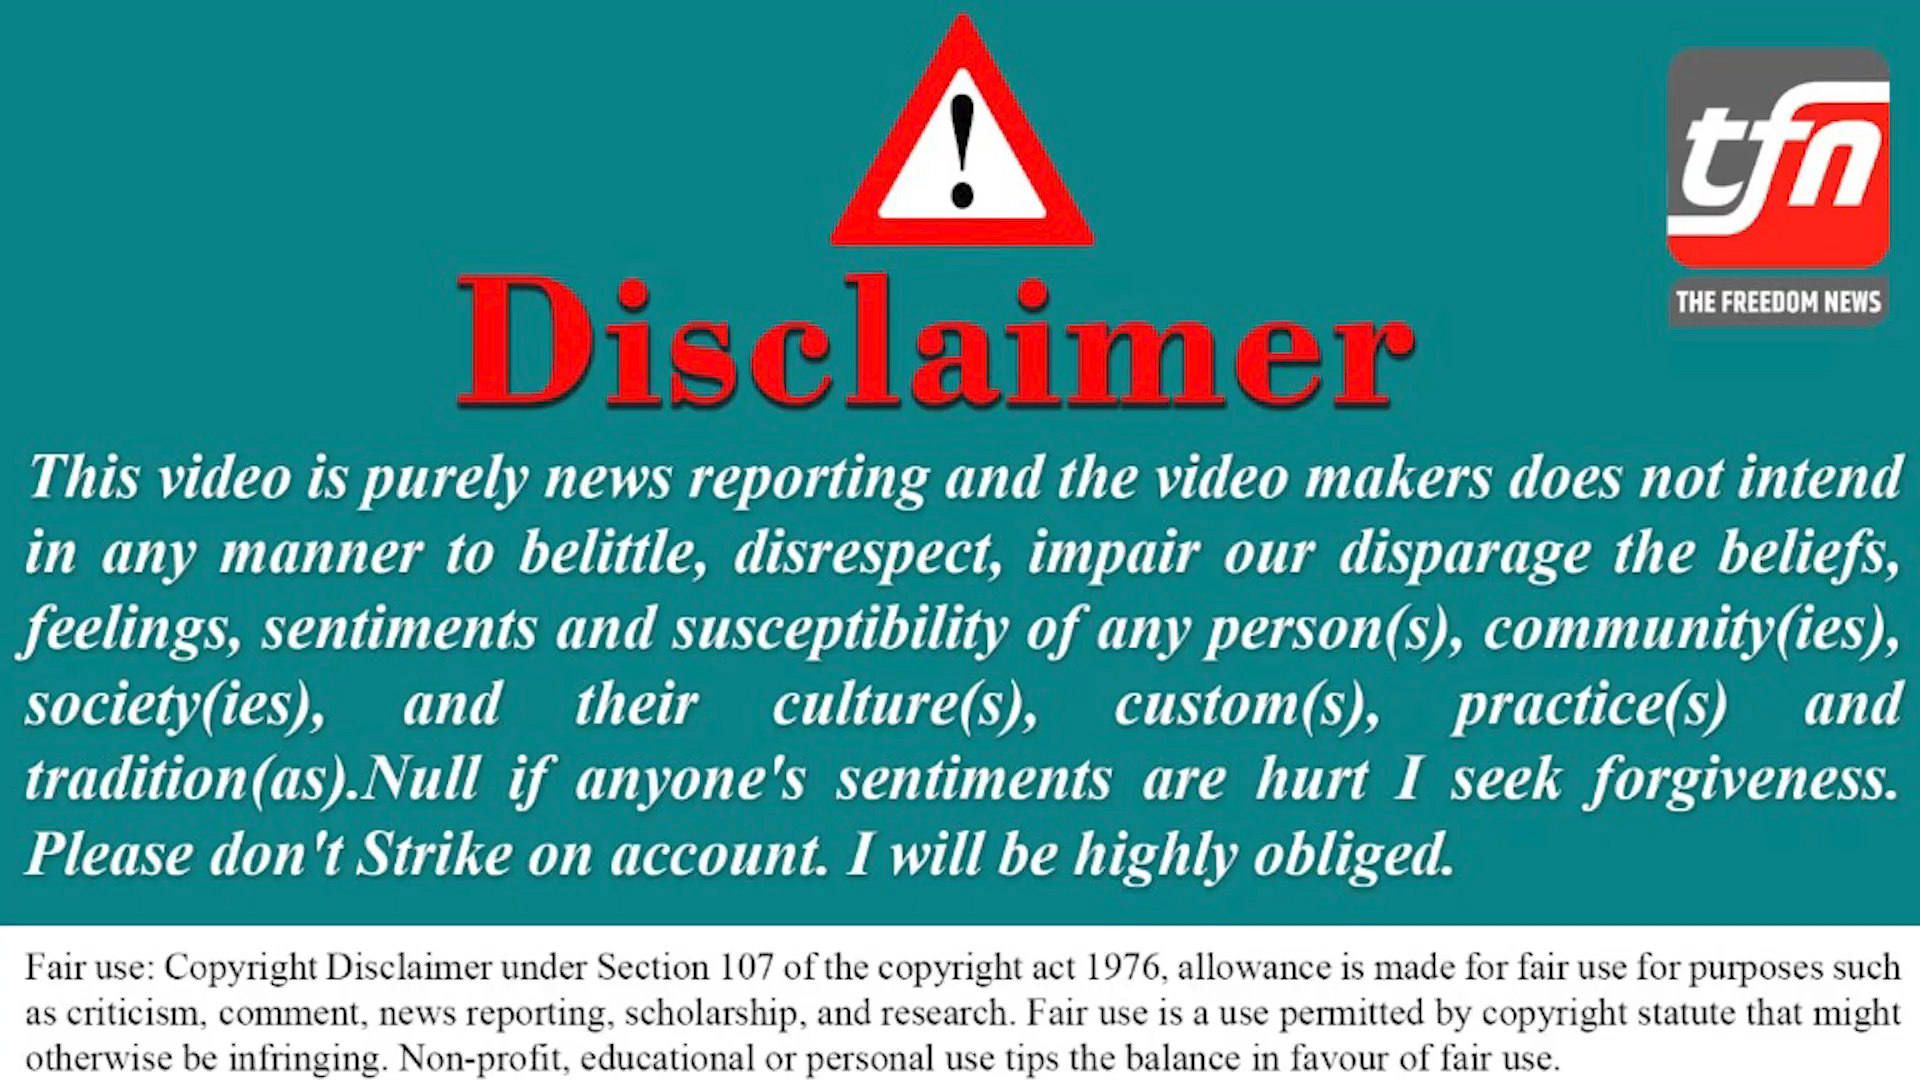 tfn
THE FREEDOM NEWS
Disclaimer
This video is purely news reporting and the video makers does not intend
in any manner to belittle, disrespect, impair our disparage the beliefs,
feelings, sentiments and susceptibility of any person(s), community(ies),
society(ies), and their culture(s), custom(s), practice(s) and
tradition(as).Null if anyone's sentiments are hurt I seek forgiveness.
Please don't Strike on account. I will be highly obliged.
Fair use: Copyright Disclaimer under Section 107 of the copyright act 1976, allowance is made for fair use for purposes such
as criticism, comment, news reporting, scholarship, and research. Fair use is a use permitted by copyright statute that might
otherwise be infringing. Non-profit, educational or personal use tips the balance in favour of fair use.